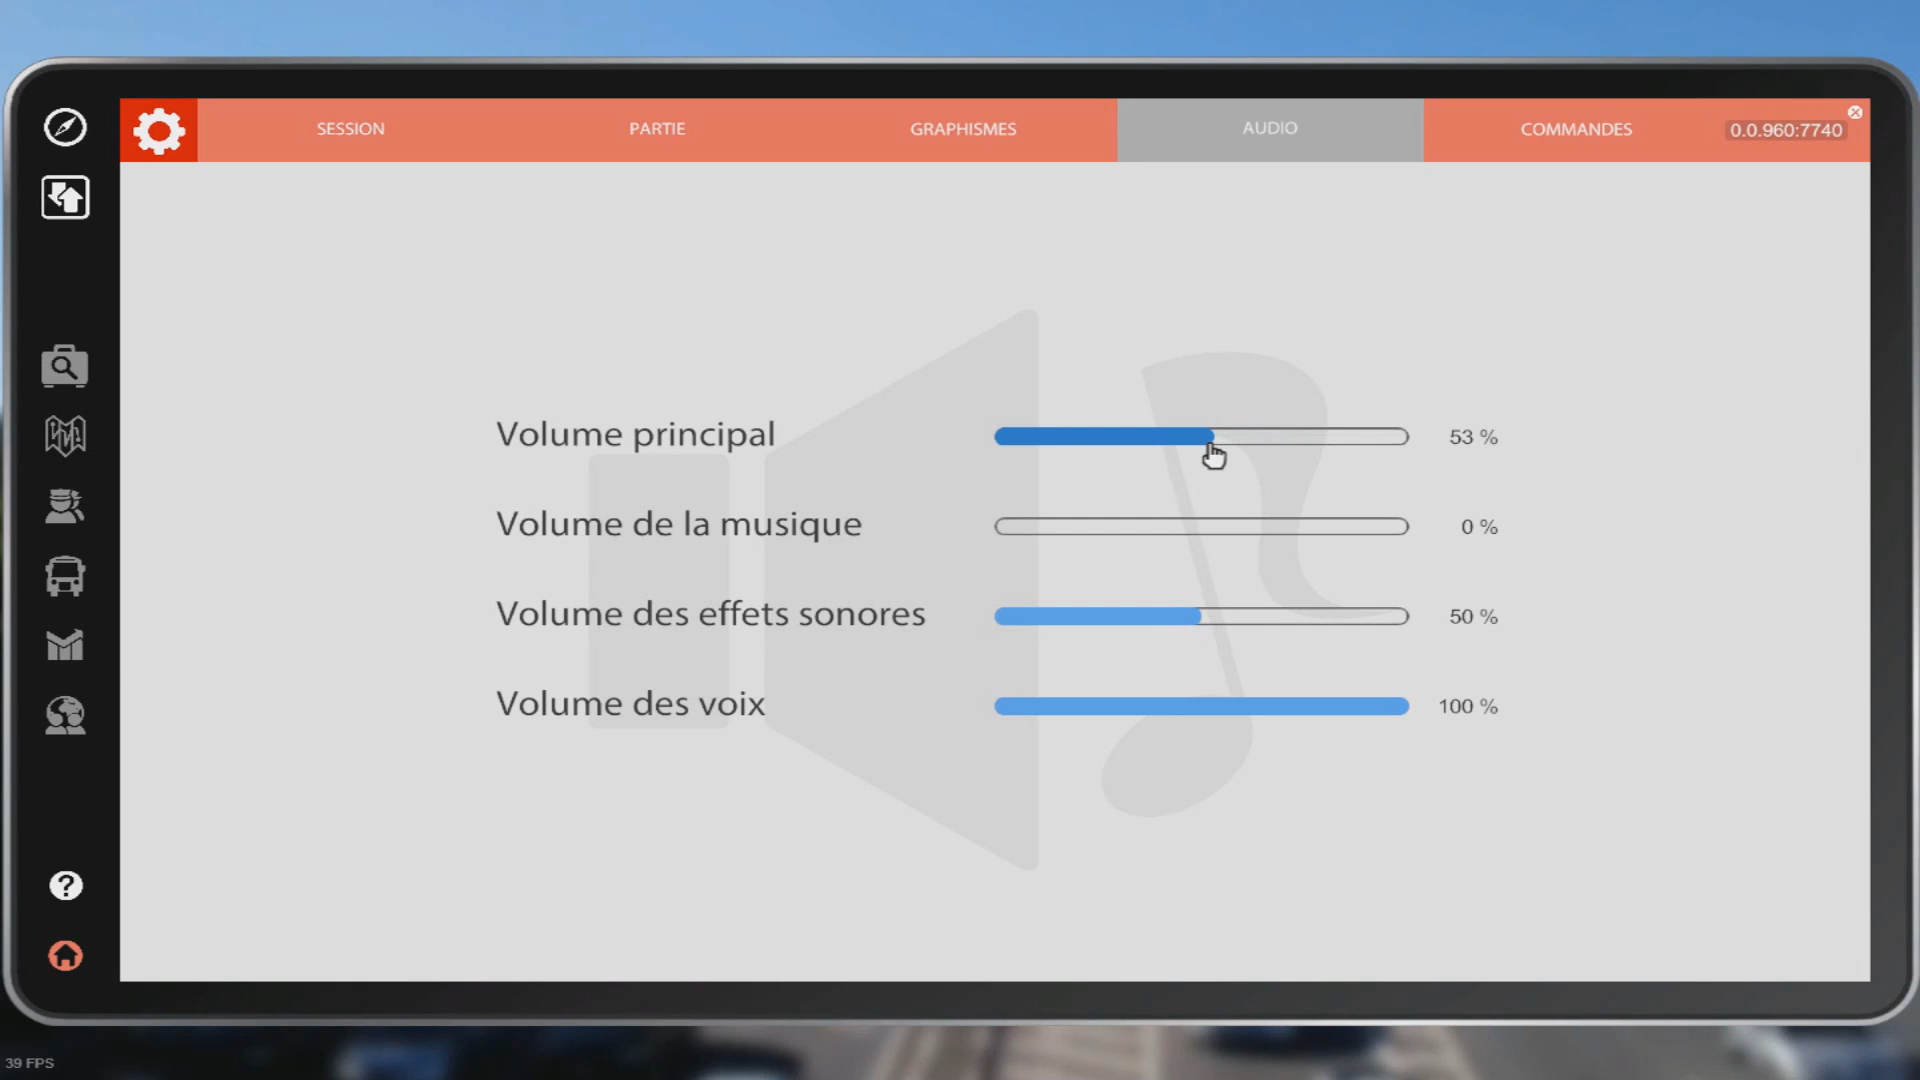 SESSION PARTIE GRAPHISMES AUDIO COMMANDES 0.0.960:7740
Volume principal 53 %
Volume de la musique 0 %
Volume des effets sonores 50 %
Volume des voix 100 %
39 FPS